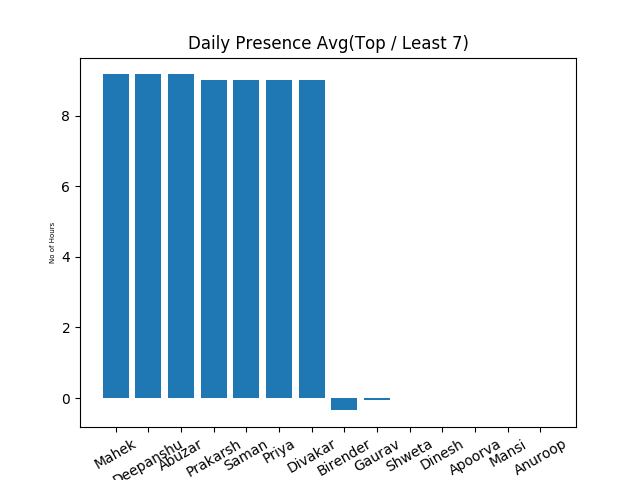 Daily Presence Avg(Top / Least 7)
No of Hours
8
6
4
2
0
Mahek
Deepanshu
Abuzar
Prakarsh
Saman
Priya
Divakar
Birender
Gaurav
Shweta
Dinesh
Apoorva
Mansi
Anuroop